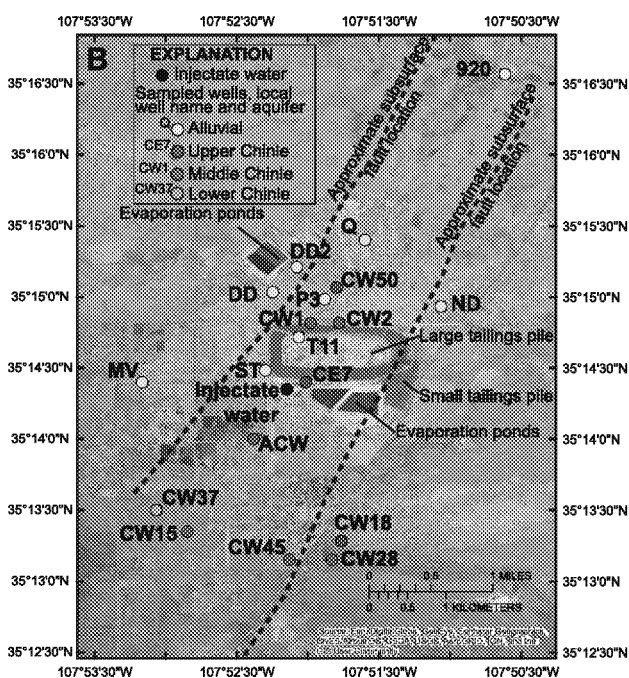 107°53'30"W 107°52'30"W 107°51'30"W 107°50'30"W
B
EXPLANATION
Injectate water
Sampled wells, local
well name and aquifer
Q Alluvial
CE7 Upper Chinle
CW1 Middle Chinle
CW37 Lower Chinle
Evaporation ponds
Approximate subsurface
fault location
920
Approximate subsurface
fault location
Q
DD2
CW50
DD
P3
ND
CW1
CW2
T11
Large tailings pile
MV
ST
CE7
Injectate
water
Small tailings pile
Evaporation ponds
ACW
CW37
CW15
CW18
CW45
CW28
0 0.5 1 MILES
0 0.5 1 KILOMETERS
35°16'30"N 35°16'30"N
35°16'0"N 35°16'0"N
35°15'30"N 35°15'30"N
35°15'0"N 35°15'0"N
35°14'30"N 35°14'30"N
35°14'0"N 35°14'0"N
35°13'30"N 35°13'30"N
35°13'0"N 35°13'0"N
35°12'30"N 35°12'30"N
107°53'30"W 107°52'30"W 107°51'30"W 107°50'30"W